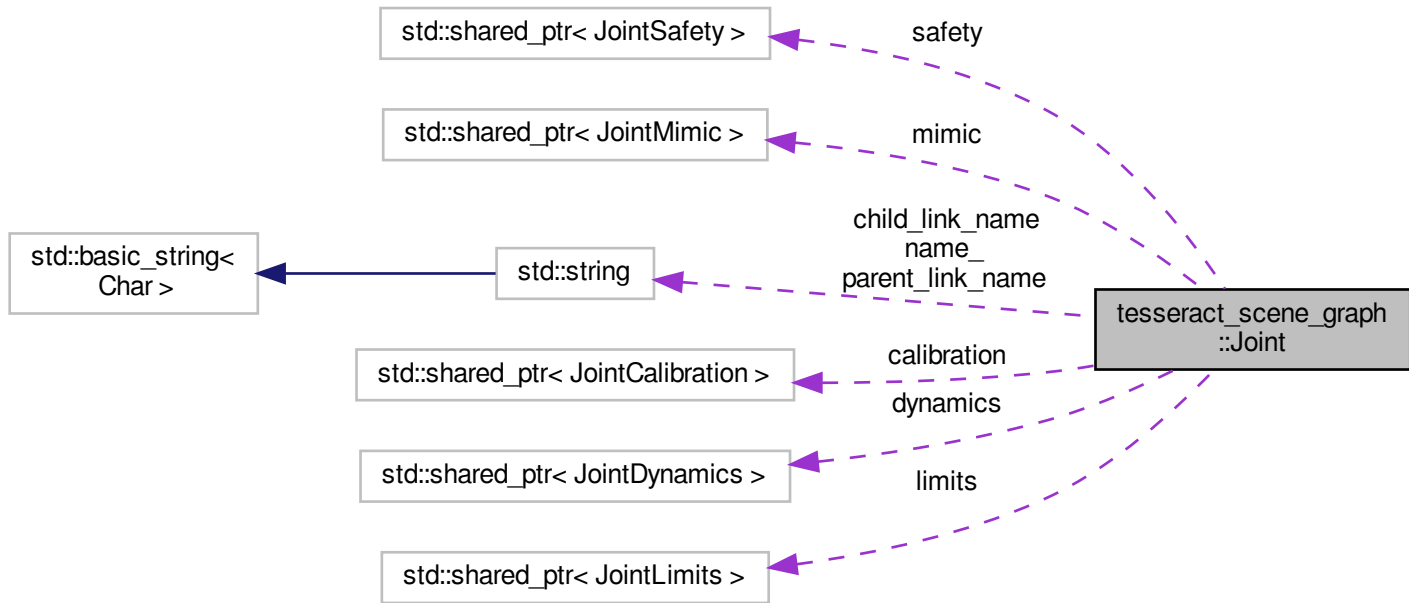 std::shared_ptr< JointSafety >
safety
std::shared_ptr< JointMimic >
mimic
child_link_name
name_
parent_link_name
std::basic_string<
Char >
std::string
tesseract_scene_graph
::Joint
std::shared_ptr< JointCalibration >
calibration
dynamics
std::shared_ptr< JointDynamics >
limits
std::shared_ptr< JointLimits >